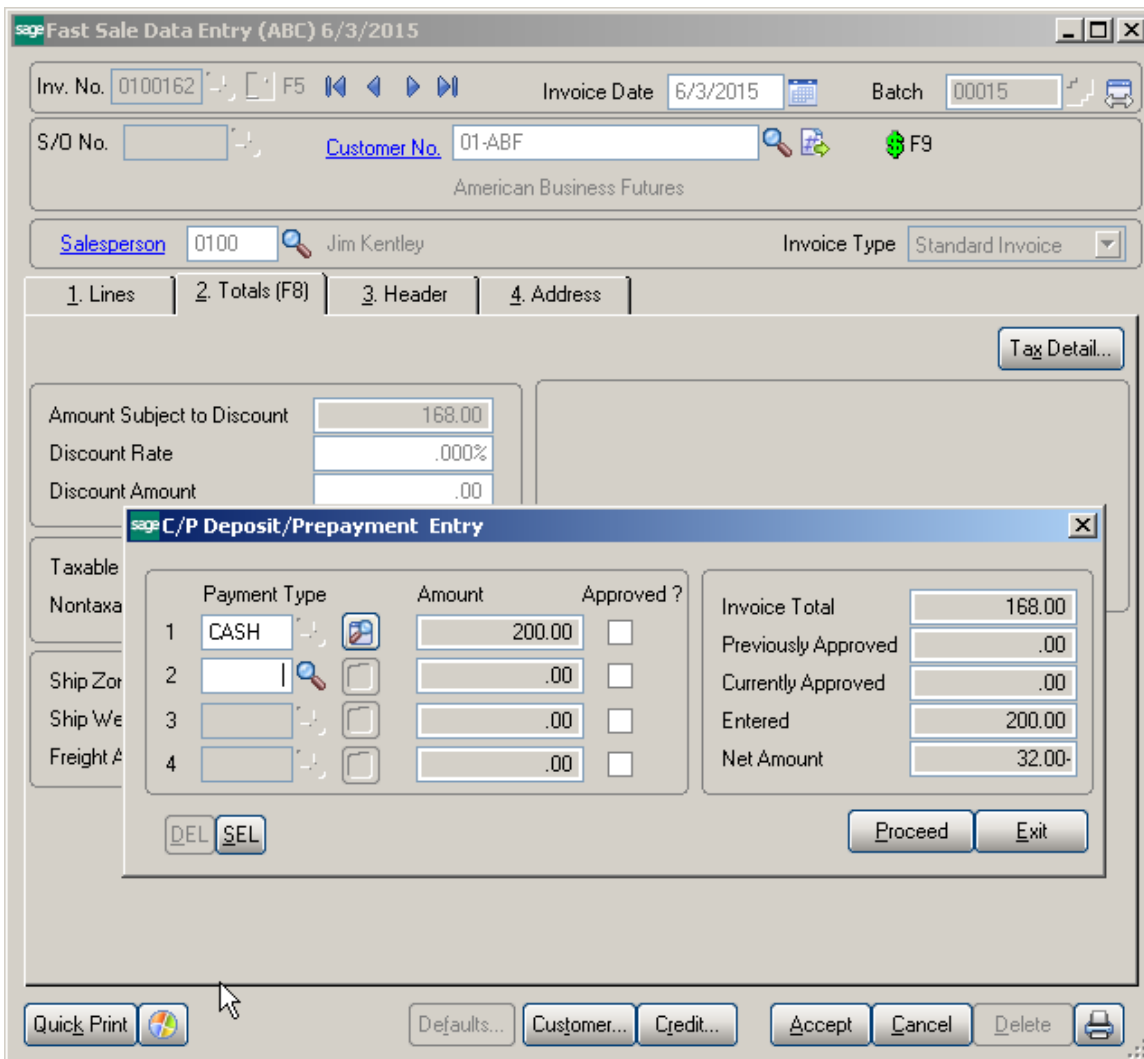 sage Fast Sale Data Entry (ABC) 6/3/2015
Inv. No. 0100162 F5 Invoice Date 6/3/2015 Batch 00015
S/O No. Customer No. 01-ABF $ F9
American Business Futures
Salesperson 0100 Jim Kentley Invoice Type Standard Invoice
1. Lines 2. Totals (F8) 3. Header 4. Address
Tax Detail...
Amount Subject to Discount 168.00
Discount Rate .000%
Discount Amount .00
sage C/P Deposit/Prepayment Entry
Taxable
Nontaxa
Ship Zor
Ship We
Freight A
Payment Type Amount Approved ?
1 CASH 200.00
2 .00
3 .00
4 .00
Invoice Total 168.00
Previously Approved .00
Currently Approved .00
Entered 200.00
Net Amount 32.00-
DEL SEL Proceed Exit
Quick Print Defaults... Customer... Credit... Accept Cancel Delete